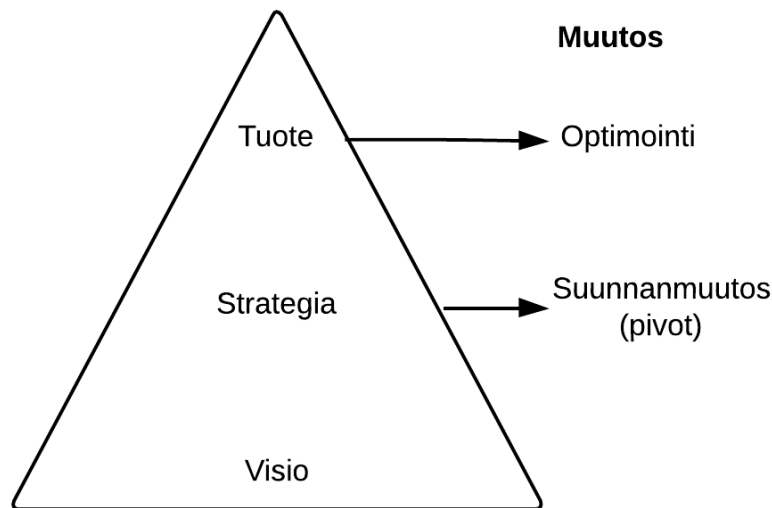 Muutos
Tuote
Optimointi
Strategia
Suunnanmuutos
(pivot)
Visio